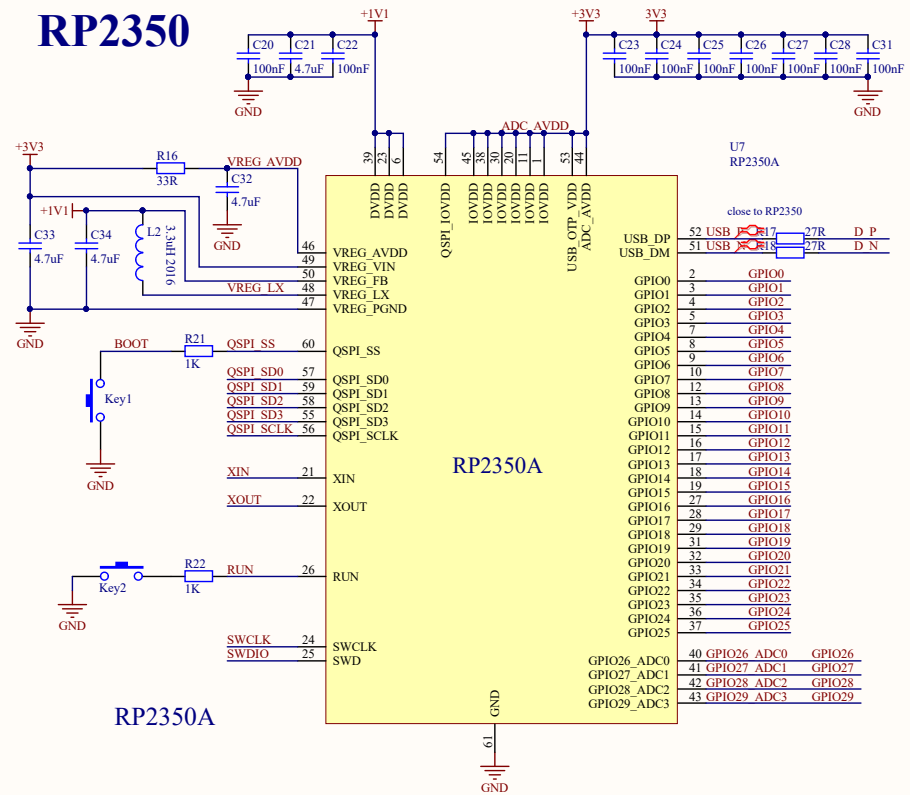 RP2350
+1V1
+3V3
3V3
C20
C21
C22
100nF
4.7uF
100nF
GND
C23
C24
C25
C26
C27
C28
C31
100nF
100nF
100nF
100nF
100nF
100nF
100nF
GND
ADC_AVDD
39
23
6
54
45
38
30
20
11
1
53
44
DVDD
DVDD
DVDD
QSPI_IOVDD
IOVDD
IOVDD
IOVDD
IOVDD
IOVDD
IOVDD
USB_OTP_VDD
ADC_AVDD
U7
RP2350A
+3V3
R16
33R
VREG_AVDD
C32
4.7uF
GND
+1V1
C33
4.7uF
C34
4.7uF
L2
3.3uH 2016
VREG_LX
GND
46 VREG_AVDD
49 VREG_VIN
50 VREG_FB
48 VREG_LX
47 VREG_PGND
close to RP2350
USB_DP 52 27R D_P
USB_DM 51 27R D_N
GPIO0 2 GPIO0
GPIO1 3 GPIO1
GPIO2 4 GPIO2
GPIO3 5 GPIO3
GPIO4 7 GPIO4
GPIO5 8 GPIO5
GPIO6 9 GPIO6
GPIO7 10 GPIO7
GPIO8 12 GPIO8
GPIO9 13 GPIO9
GPIO10 14 GPIO10
GPIO11 15 GPIO11
GPIO12 16 GPIO12
GPIO13 17 GPIO13
GPIO14 18 GPIO14
GPIO15 19 GPIO15
GPIO16 27 GPIO16
GPIO17 28 GPIO17
GPIO18 29 GPIO18
GPIO19 31 GPIO19
GPIO20 32 GPIO20
GPIO21 33 GPIO21
GPIO22 34 GPIO22
GPIO23 35 GPIO23
GPIO24 36 GPIO24
GPIO25 37 GPIO25
GPIO26_ADC0 40 GPIO26_ADC0 GPIO26
GPIO27_ADC1 41 GPIO27_ADC1 GPIO27
GPIO28_ADC2 42 GPIO28_ADC2 GPIO28
GPIO29_ADC3 43 GPIO29_ADC3 GPIO29
BOOT
R21
1K
QSPI_SS 60 QSPI_SS
Key1
GND
QSPI_SD0 57 QSPI_SD0
QSPI_SD1 59 QSPI_SD1
QSPI_SD2 58 QSPI_SD2
QSPI_SD3 55 QSPI_SD3
QSPI_SCLK 56 QSPI_SCLK
RP2350A
XIN 21 XIN
XOUT 22 XOUT
Key2
GND
R22
1K
RUN 26 RUN
SWCLK 24 SWCLK
SWDIO 25 SWD
RP2350A
GND
61
GND